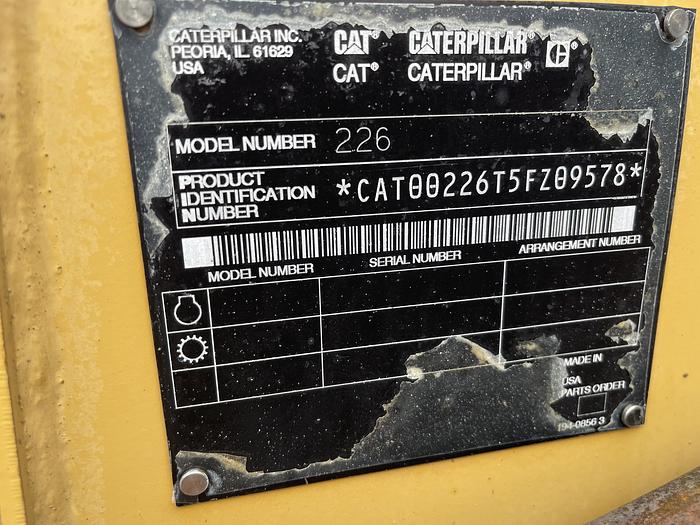 CATERPILLAR INC.
PEORIA, IL 61629
USA
CAT® CATERPILLAR®
CAT® CATERPILLAR®
MODEL NUMBER 226
PRODUCT IDENTIFICATION NUMBER *CAT00226T5FZ09578*
MODEL NUMBER SERIAL NUMBER ARRANGEMENT NUMBER
MADE IN
USA
PARTS ORDER
194-0856 3